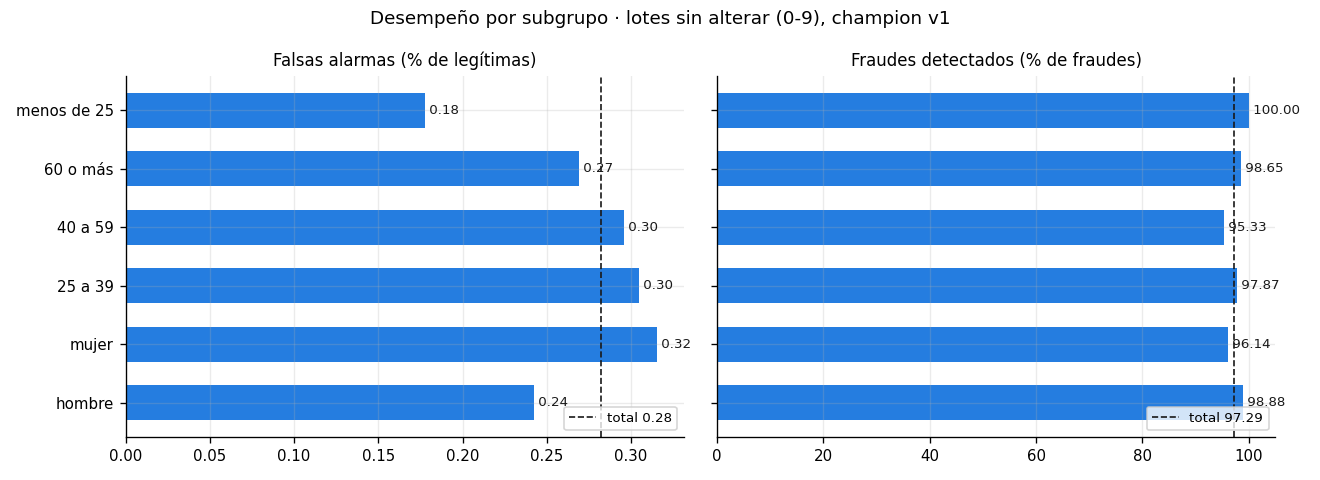 Desempeño por subgrupo · lotes sin alterar (0-9), champion v1
Falsas alarmas (% de legítimas)
menos de 25
0.18
60 o más
0.27
40 a 59
0.30
25 a 39
0.30
mujer
0.32
hombre
0.24
total 0.28
0.00 0.05 0.10 0.15 0.20 0.25 0.30
Fraudes detectados (% de fraudes)
100.00
98.65
95.33
97.87
96.14
98.88
total 97.29
0 20 40 60 80 100